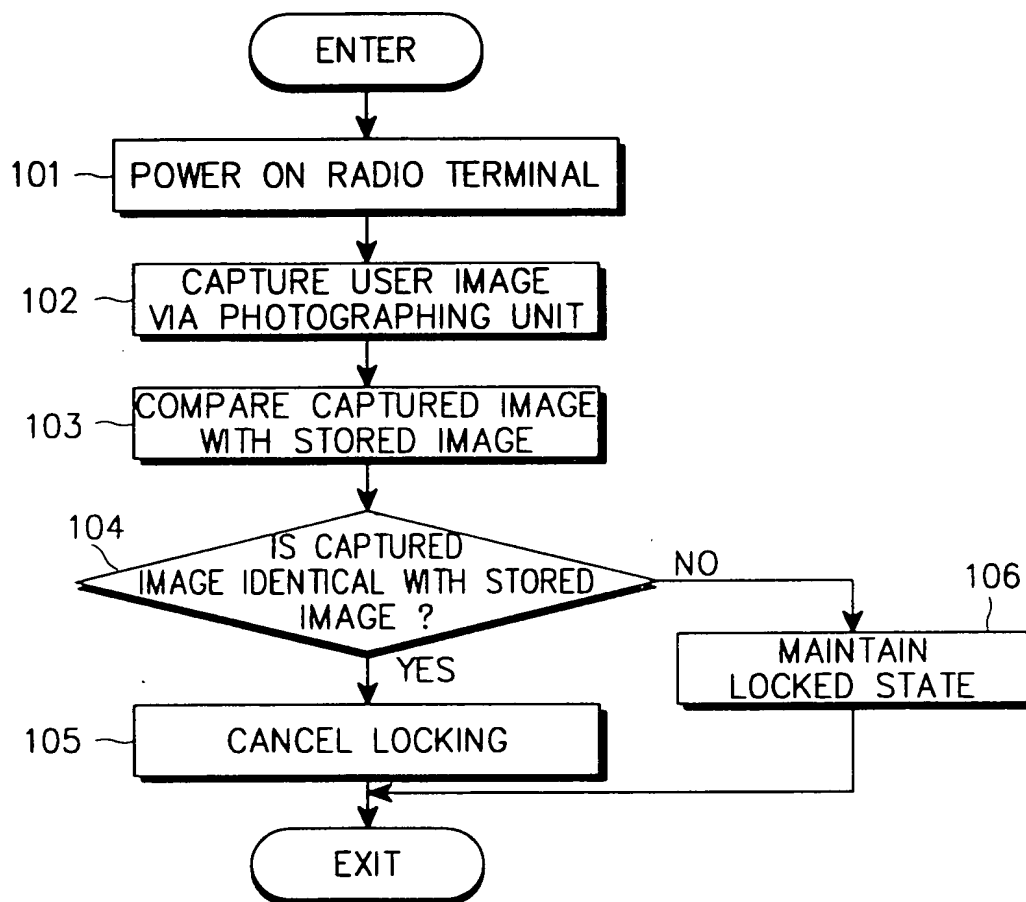 ENTER
101
POWER ON RADIO TERMINAL
102
CAPTURE USER IMAGE
VIA PHOTOGRAPHING UNIT
103
COMPARE CAPTURED IMAGE
WITH STORED IMAGE
104
IS CAPTURED
IMAGE IDENTICAL WITH STORED
IMAGE ?
NO
106
MAINTAIN
LOCKED STATE
YES
105
CANCEL LOCKING
EXIT